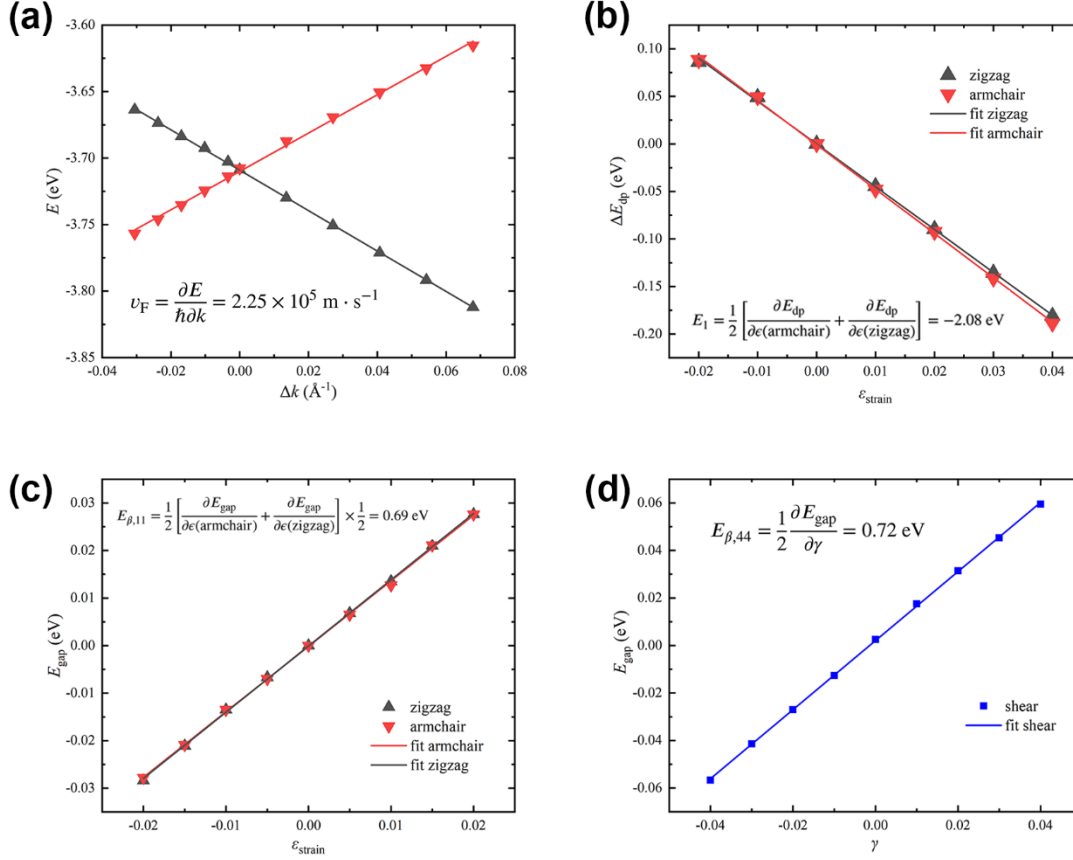 (a)
-3.60
-3.65
-3.70
-3.75
-3.80
-3.85
E (eV)
υ_F = ∂E/ħ∂k = 2.25 × 10⁵ m · s⁻¹
-0.04 -0.02 0.00 0.02 0.04 0.06 0.08
Δk (Å⁻¹)
(b)
0.10
0.05
0.00
-0.05
-0.10
-0.15
-0.20
ΔE_dp (eV)
zigzag
armchair
fit zigzag
fit armchair
E₁ = 1/2 [∂E_dp/∂ϵ(armchair) + ∂E_dp/∂ϵ(zigzag)] = −2.08 eV
-0.02 -0.01 0.00 0.01 0.02 0.03 0.04
ε_strain
(c)
0.03
0.02
0.01
0.00
-0.01
-0.02
-0.03
E_gap (eV)
E_β,11 = 1/2 [∂E_gap/∂ϵ(armchair) + ∂E_gap/∂ϵ(zigzag)] × 1/2 = 0.69 eV
zigzag
armchair
fit armchair
fit zigzag
-0.02 -0.01 0.00 0.01 0.02
ε_strain
(d)
0.06
0.04
0.02
0.00
-0.02
-0.04
-0.06
E_gap (eV)
E_β,44 = 1/2 ∂E_gap/∂γ = 0.72 eV
shear
fit shear
-0.04 -0.02 0.00 0.02 0.04
γ